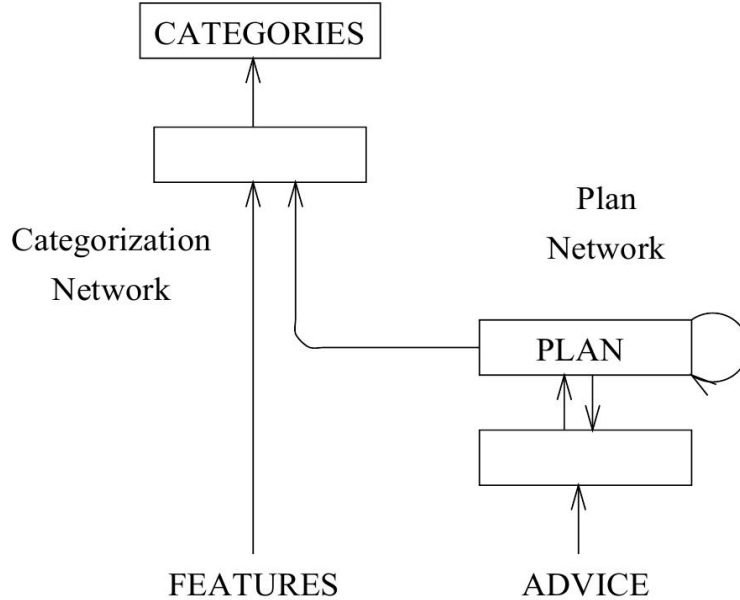 CATEGORIES
Plan
Network
Categorization
Network
PLAN
FEATURES
ADVICE